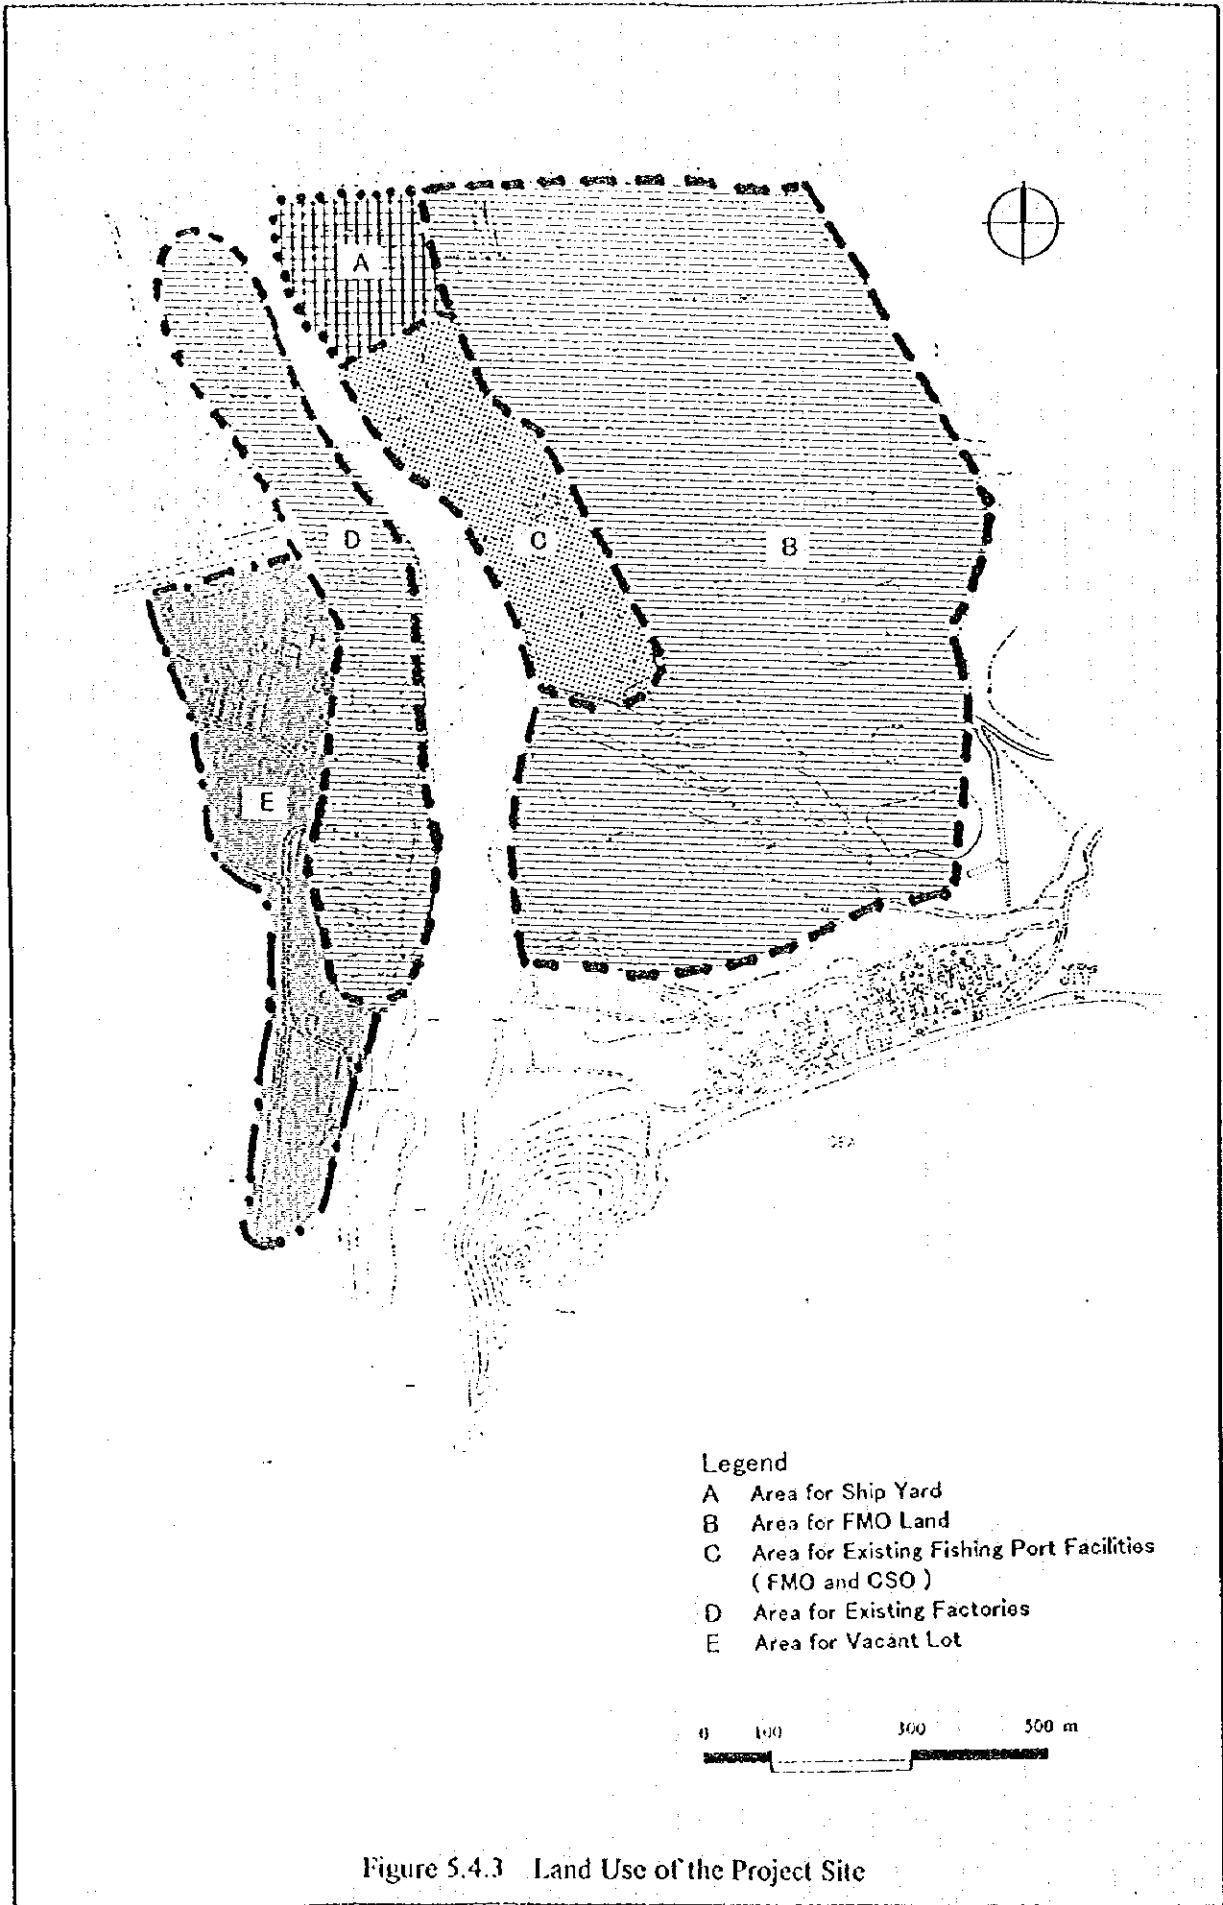 A
B
C
D
E
SEA
Legend
A Area for Ship Yard
B Area for FMO Land
C Area for Existing Fishing Port Facilities
( FMO and CSO )
D Area for Existing Factories
E Area for Vacant Lot
0 100 300 500 m
Figure 5.4.3 Land Use of the Project Site